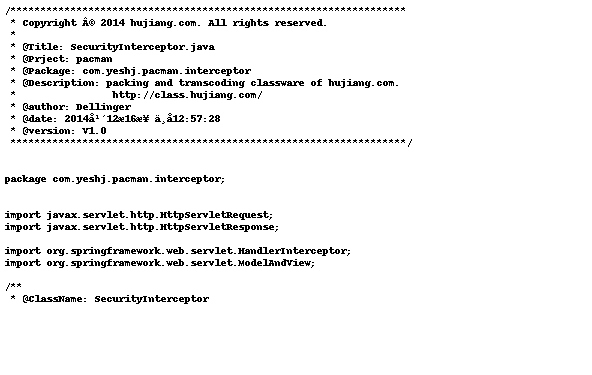 /******************************************************************
 * Copyright Â© 2014 hujiang.com. All rights reserved.
 *
 * @Title: SecurityInterceptor.java
 * @Prject: pacman
 * @Package: com.yeshj.pacman.interceptor
 * @Description: packing and transcoding classware of hujiang.com.
 *                http://class.hujiang.com/
 * @author: Dellinger
 * @date: 2014å¹´12æ16æ¥ ä¸å12:57:28
 * @version: V1.0
 ******************************************************************/
package com.yeshj.pacman.interceptor;
import javax.servlet.http.HttpServletRequest;
import javax.servlet.http.HttpServletResponse;
import org.springframework.web.servlet.HandlerInterceptor;
import org.springframework.web.servlet.ModelAndView;
/**
 * @ClassName: SecurityInterceptor